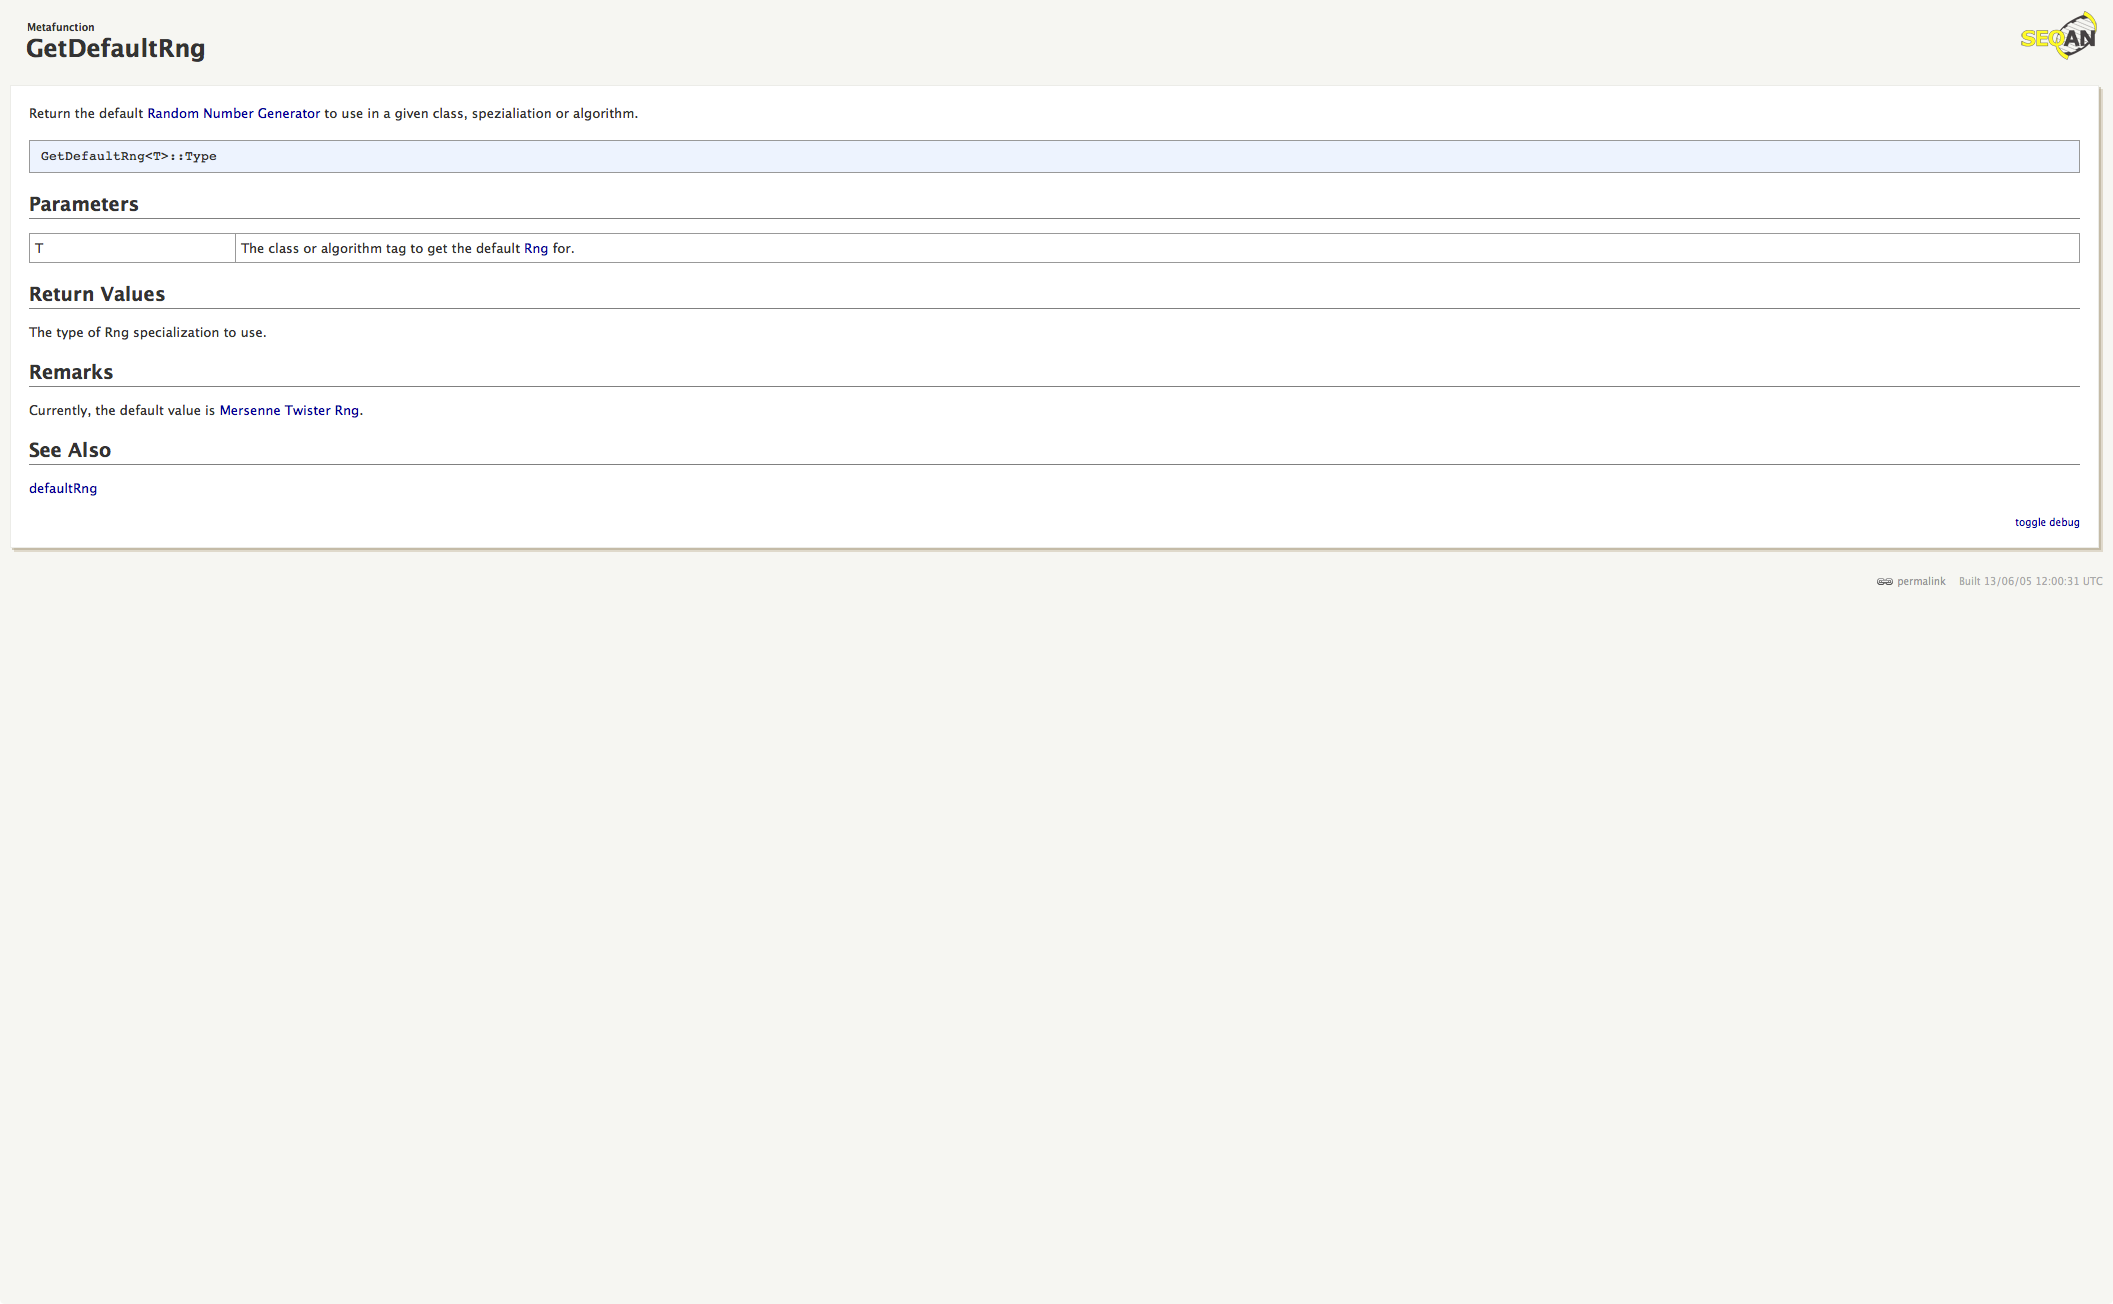 Metafunction
GetDefaultRng
SEQAN
Return the default Random Number Generator to use in a given class, spezialiation or algorithm.
GetDefaultRng<T>::Type
Parameters
T The class or algorithm tag to get the default Rng for.
Return Values
The type of Rng specialization to use.
Remarks
Currently, the default value is Mersenne Twister Rng.
See Also
defaultRng
toggle debug
permalink Built 13/06/05 12:00:31 UTC